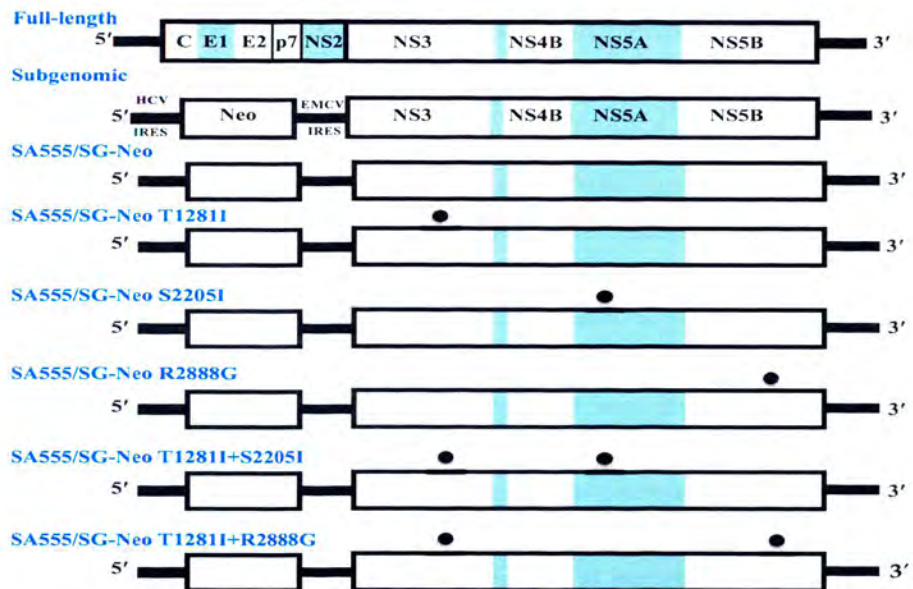 Full-length
5′ C E1 E2 p7 NS2 NS3 NS4B NS5A NS5B 3′
Subgenomic
HCV EMCV
5′ Neo NS3 NS4B NS5A NS5B 3′
IRES IRES
SA555/SG-Neo
5′ 3′
SA555/SG-Neo T1281I
5′ 3′
SA555/SG-Neo S2205I
5′ 3′
SA555/SG-Neo R2888G
5′ 3′
SA555/SG-Neo T1281I+S2205I
5′ 3′
SA555/SG-Neo T1281I+R2888G
5′ 3′